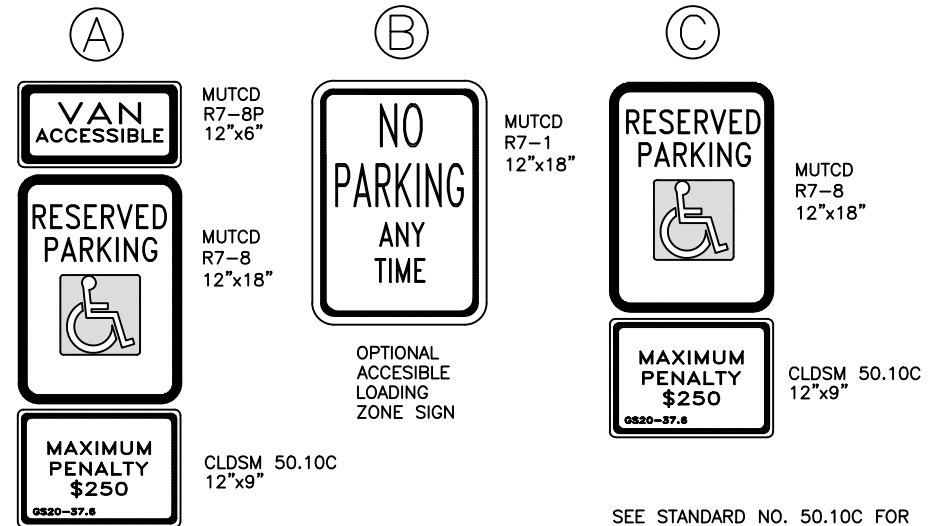 A
VAN
ACCESSIBLE
MUTCD
R7-8P
12"x6"
RESERVED
PARKING
MUTCD
R7-8
12"x18"
MAXIMUM
PENALTY
$250
GS20-37.6
CLDSM 50.10C
12"x9"
B
NO
PARKING
ANY
TIME
MUTCD
R7-1
12"x18"
OPTIONAL
ACCESIBLE
LOADING
ZONE SIGN
C
RESERVED
PARKING
MUTCD
R7-8
12"x18"
MAXIMUM
PENALTY
$250
GS20-37.6
CLDSM 50.10C
12"x9"
SEE STANDARD NO. 50.10C FOR